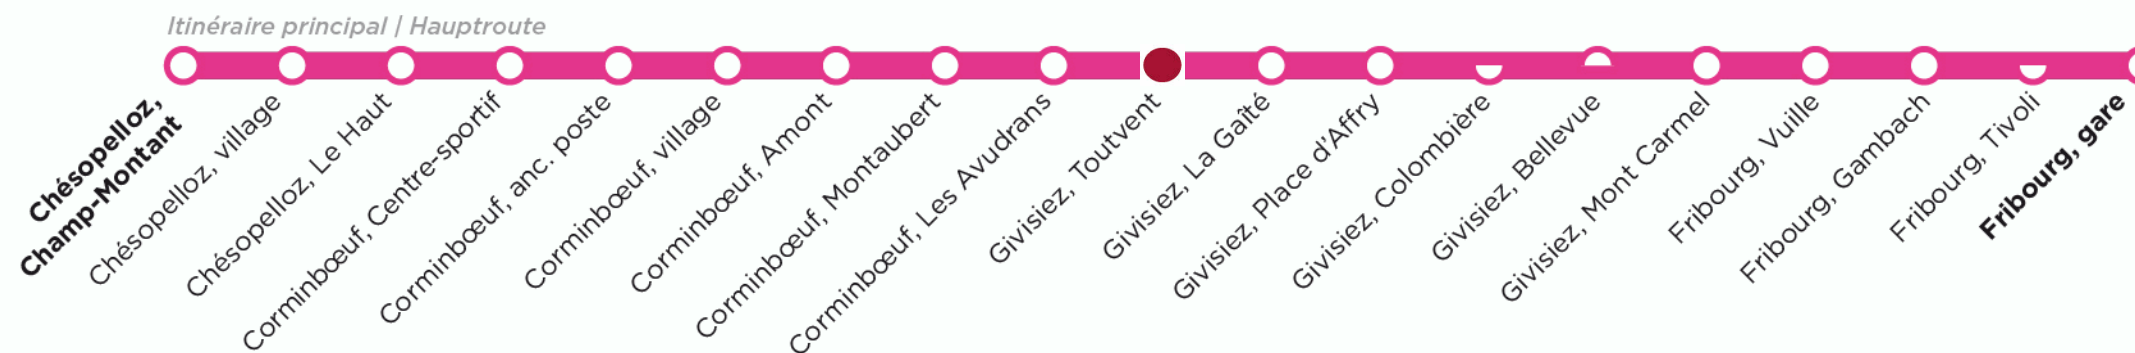 Itinéraire principal | Hauptroute
Chésopelloz,
Champ-Montant
Chésopelloz, village
Chésopelloz, Le Haut
Corminbœuf, Centre-sportif
Corminbœuf, anc. poste
Corminbœuf, village
Corminbœuf, Amont
Corminbœuf, Montaubert
Corminbœuf, Les Avudrans
Givisiez, Toutvent
Givisiez, La Gaîté
Givisiez, Place d'Affry
Givisiez, Colombière
Givisiez, Bellevue
Givisiez, Mont Carmel
Fribourg, Vuille
Fribourg, Gambach
Fribourg, Tivoli
Fribourg, gare